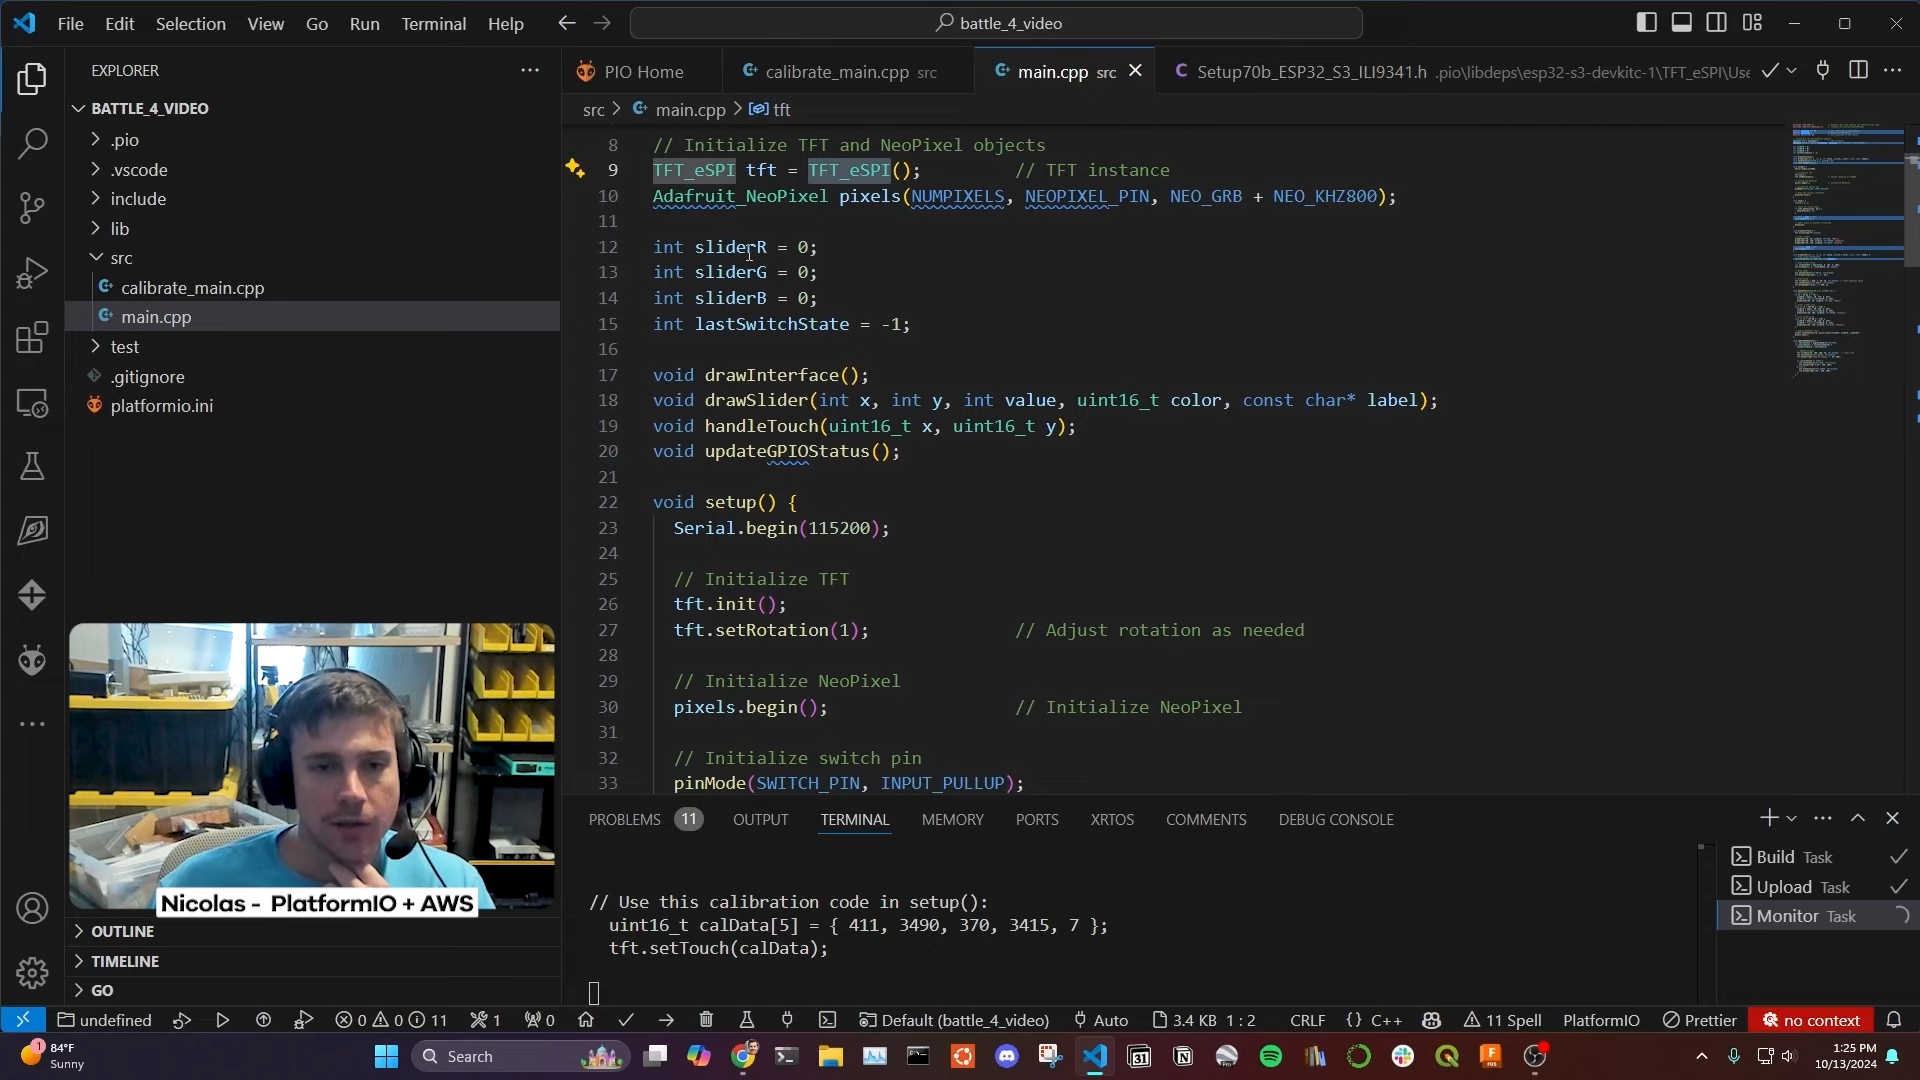 File Edit Selection View Go Run Terminal Help
battle_4_video
EXPLORER
BATTLE_4_VIDEO
.pio
.vscode
include
lib
src
calibrate_main.cpp
main.cpp
test
.gitignore
platformio.ini
PIO Home
calibrate_main.cpp src
main.cpp src
C Setup70b_ESP32_S3_ILI9341.h .pio\libdeps\esp32-s3-devkitc-1\TFT_eSPI\Use
src > main.cpp > tft
8 // Initialize TFT and NeoPixel objects
9 TFT_eSPI tft = TFT_eSPI(); // TFT instance
10 Adafruit_NeoPixel pixels(NUMPIXELS, NEOPIXEL_PIN, NEO_GRB + NEO_KHZ800);
11
12 int sliderR = 0;
13 int sliderG = 0;
14 int sliderB = 0;
15 int lastSwitchState = -1;
16
17 void drawInterface();
18 void drawSlider(int x, int y, int value, uint16_t color, const char* label);
19 void handleTouch(uint16_t x, uint16_t y);
20 void updateGPIOStatus();
21
22 void setup() {
23 Serial.begin(115200);
24
25 // Initialize TFT
26 tft.init();
27 tft.setRotation(1); // Adjust rotation as needed
28
29 // Initialize NeoPixel
30 pixels.begin(); // Initialize NeoPixel
31
32 // Initialize switch pin
33 pinMode(SWITCH_PIN, INPUT_PULLUP);
Nicolas - PlatformIO + AWS
OUTLINE
TIMELINE
GO
PROBLEMS 11 OUTPUT TERMINAL MEMORY PORTS XRTOS COMMENTS DEBUG CONSOLE
// Use this calibration code in setup():
uint16_t calData[5] = { 411, 3490, 370, 3415, 7 };
tft.setTouch(calData);
Build Task
Upload Task
Monitor Task
undefined 0 0 11 1 0 Default (battle_4_video) Auto 3.4 KB 1 : 2 CRLF {} C++ 11 Spell PlatformIO Prettier no context
1 84°F
Sunny
Search
31
1:25 PM
10/13/2024